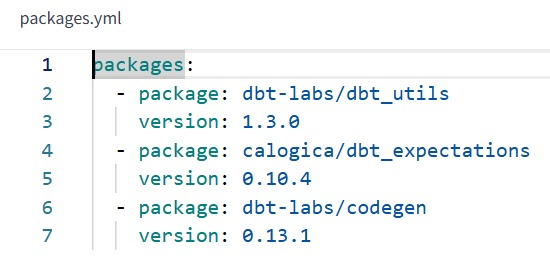 packages.yml
1 packages:
2 - package: dbt-labs/dbt_utils
3 version: 1.3.0
4 - package: calogica/dbt_expectations
5 version: 0.10.4
6 - package: dbt-labs/codegen
7 version: 0.13.1